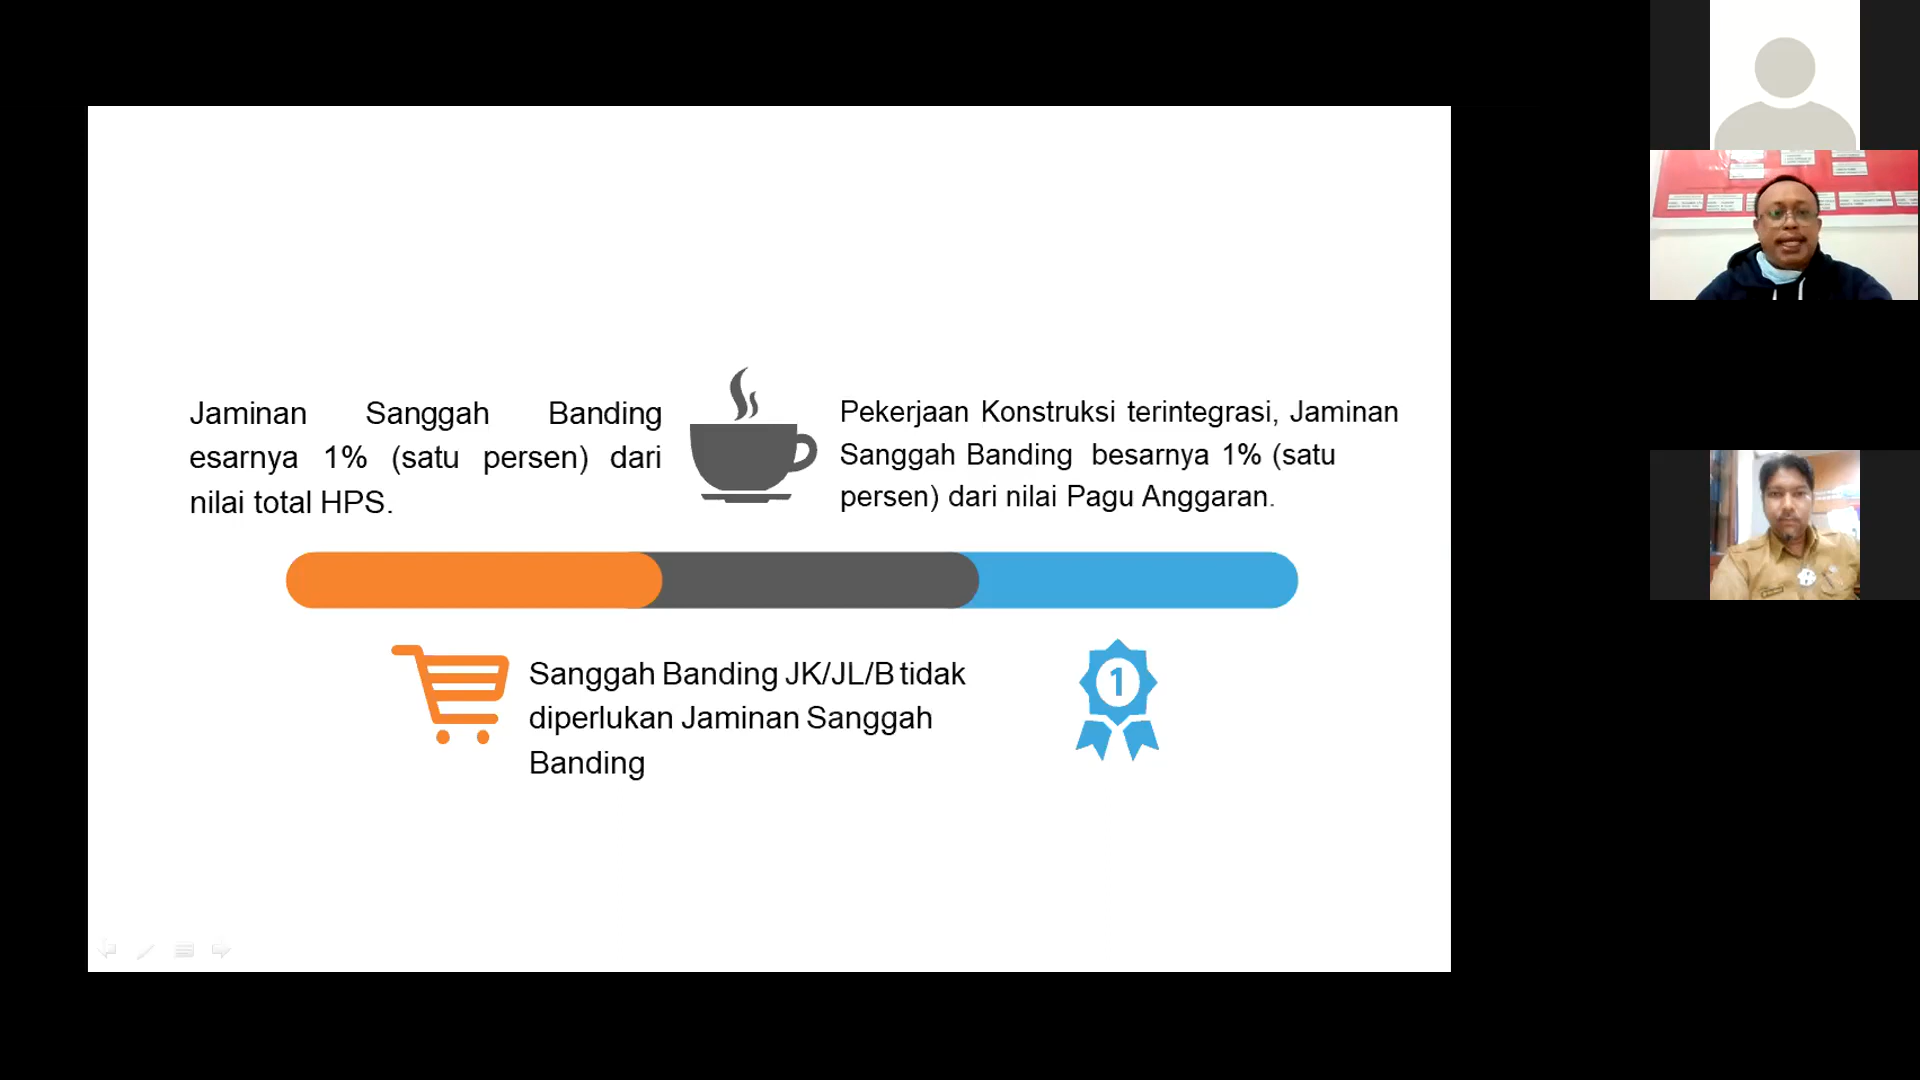 Jaminan Sanggah Banding
esarnya 1% (satu persen) dari
nilai total HPS.
Pekerjaan Konstruksi terintegrasi, Jaminan
Sanggah Banding besarnya 1% (satu
persen) dari nilai Pagu Anggaran.
Sanggah Banding JK/JL/B tidak
diperlukan Jaminan Sanggah
Banding
1